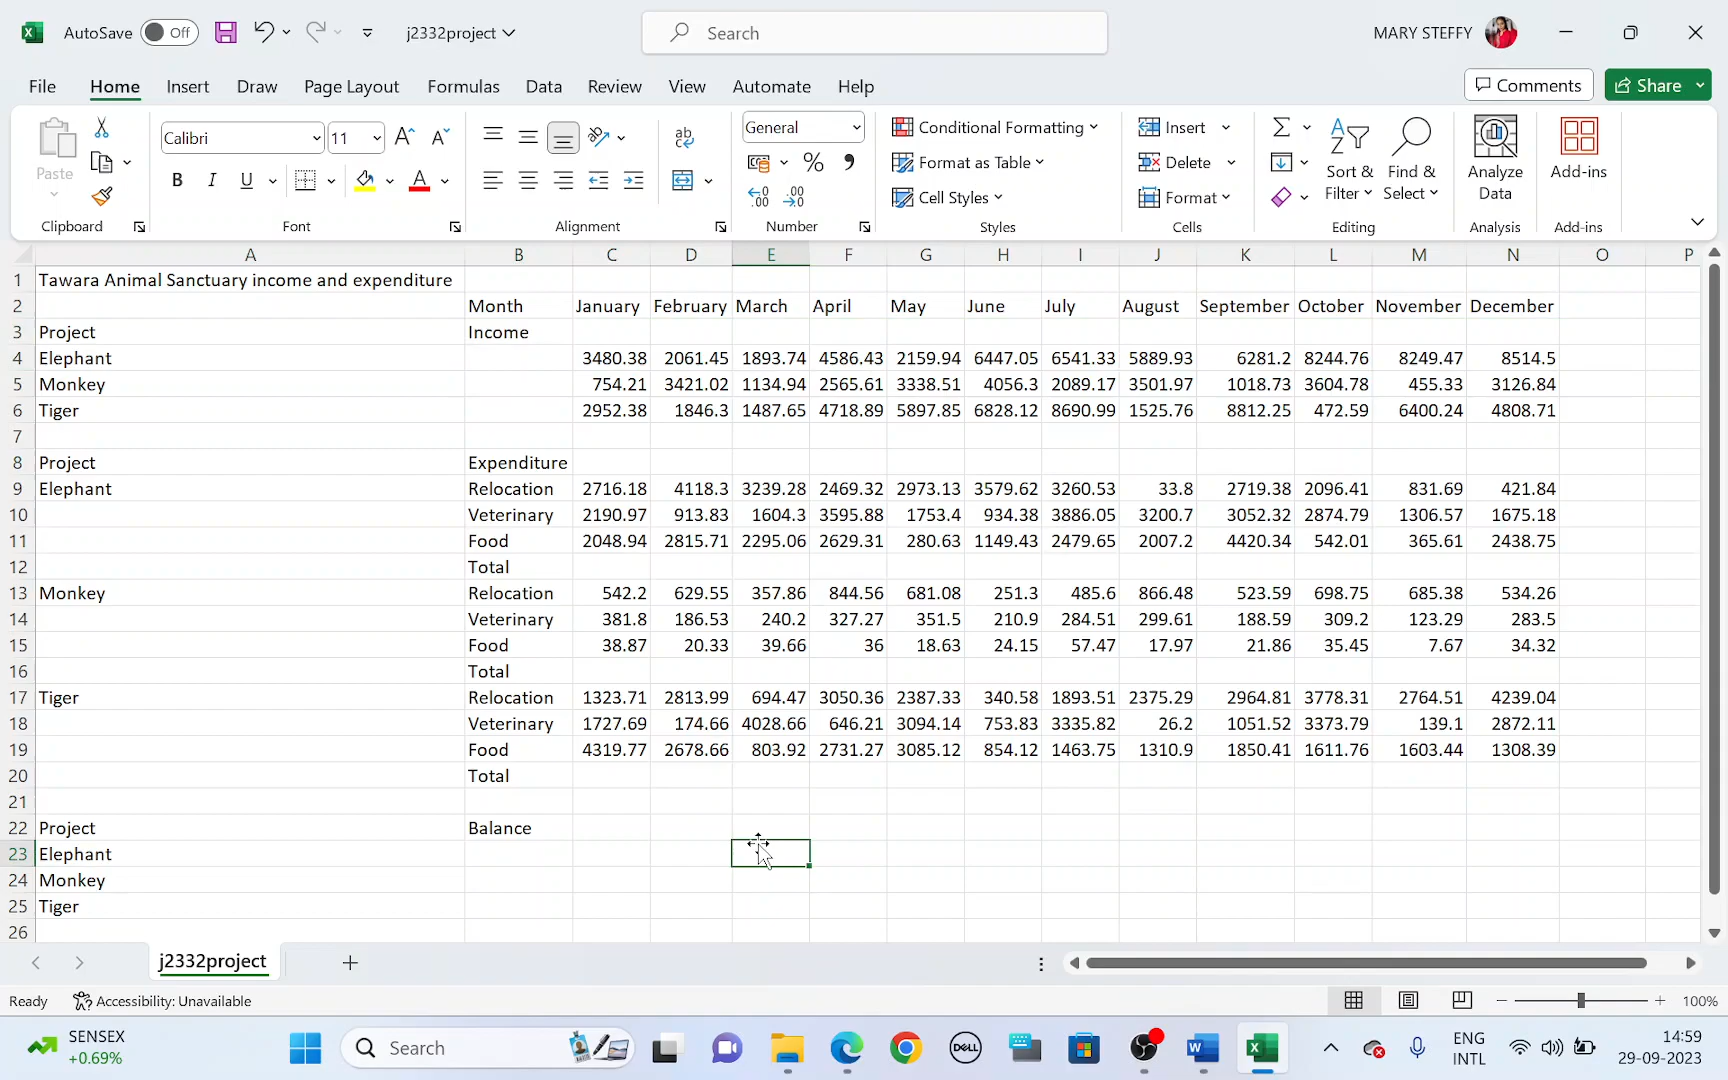 AutoSave Off j2332project Search MARY STEFFY
File Home Insert Draw Page Layout Formulas Data Review View Automate Help Comments Share
Paste Calibri 11 General Conditional Formatting Insert Sort & Filter Find & Select Analyze Data Add-ins
B I U ab Format as Table Delete
Cell Styles Format
Clipboard Font Alignment Number Styles Cells Editing Analysis Add-ins
A B C D E F G H I J K L M N O P
1 Tawara Animal Sanctuary income and expenditure
2 Month January February March April May June July August September October November December
3 Project Income
4 Elephant 3480.38 2061.45 1893.74 4586.43 2159.94 6447.05 6541.33 5889.93 6281.2 8244.76 8249.47 8514.5
5 Monkey 754.21 3421.02 1134.94 2565.61 3338.51 4056.3 2089.17 3501.97 1018.73 3604.78 455.33 3126.84
6 Tiger 2952.38 1846.3 1487.65 4718.89 5897.85 6828.12 8690.99 1525.76 8812.25 472.59 6400.24 4808.71
7
8 Project Expenditure
9 Elephant Relocation 2716.18 4118.3 3239.28 2469.32 2973.13 3579.62 3260.53 33.8 2719.38 2096.41 831.69 421.84
10 Veterinary 2190.97 913.83 1604.3 3595.88 1753.4 934.38 3886.05 3200.7 3052.32 2874.79 1306.57 1675.18
11 Food 2048.94 2815.71 2295.06 2629.31 280.63 1149.43 2479.65 2007.2 4420.34 542.01 365.61 2438.75
12 Total
13 Monkey Relocation 542.2 629.55 357.86 844.56 681.08 251.3 485.6 866.48 523.59 698.75 685.38 534.26
14 Veterinary 381.8 186.53 240.2 327.27 351.5 210.9 284.51 299.61 188.59 309.2 123.29 283.5
15 Food 38.87 20.33 39.66 36 18.63 24.15 57.47 17.97 21.86 35.45 7.67 34.32
16 Total
17 Tiger Relocation 1323.71 2813.99 694.47 3050.36 2387.33 340.58 1893.51 2375.29 2964.81 3778.31 2764.51 4239.04
18 Veterinary 1727.69 174.66 4028.66 646.21 3094.14 753.83 3335.82 26.2 1051.52 3373.79 139.1 2872.11
19 Food 4319.77 2678.66 803.92 2731.27 3085.12 854.12 1463.75 1310.9 1850.41 1611.76 1603.44 1308.39
20 Total
21
22 Project Balance
23 Elephant
24 Monkey
25 Tiger
26
j2332project
Ready Accessibility: Unavailable 100%
SENSEX +0.69% Search DELL ENG INTL 14:59 29-09-2023